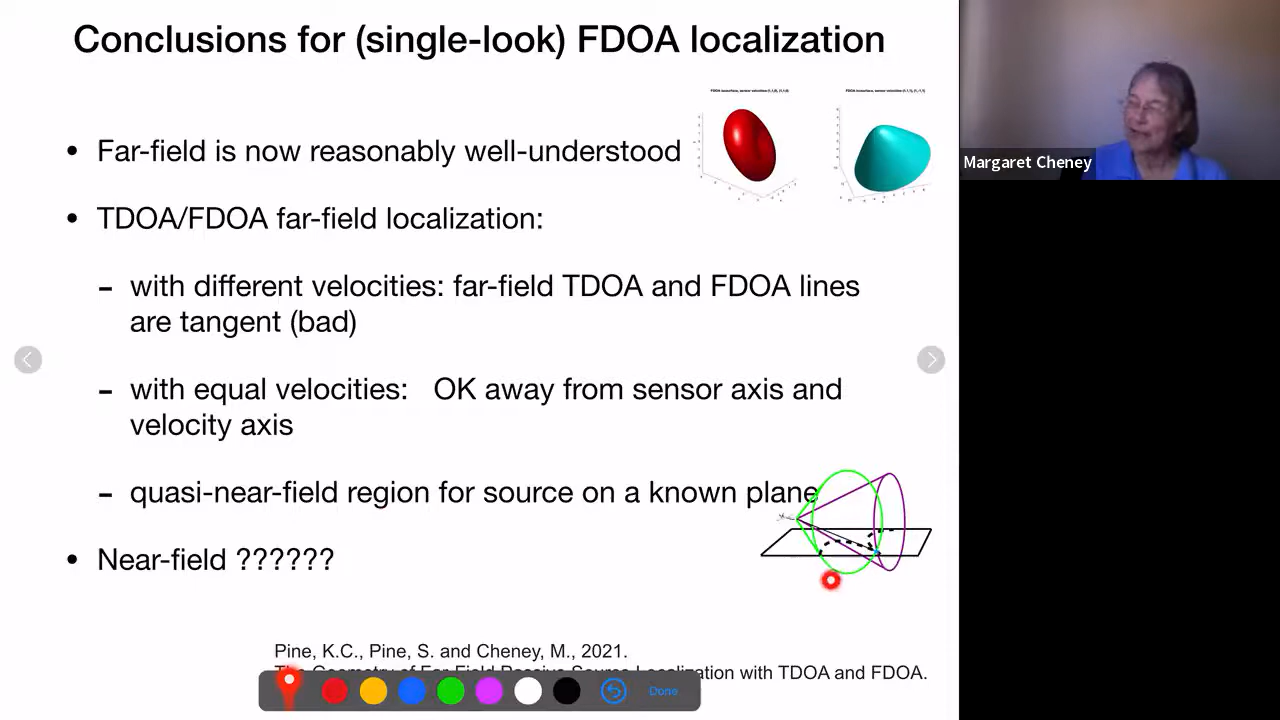 Conclusions for (single-look) FDOA localization
• Far-field is now reasonably well-understood
• TDOA/FDOA far-field localization:
- with different velocities: far-field TDOA and FDOA lines
are tangent (bad)
- with equal velocities: OK away from sensor axis and
velocity axis
- quasi-near-field region for source on a known plane
• Near-field ??????
Pine, K.C., Pine, S. and Cheney, M., 2021.
The Geometry of Far-Field Passive Source Localization with TDOA and FDOA.
Done
Margaret Cheney